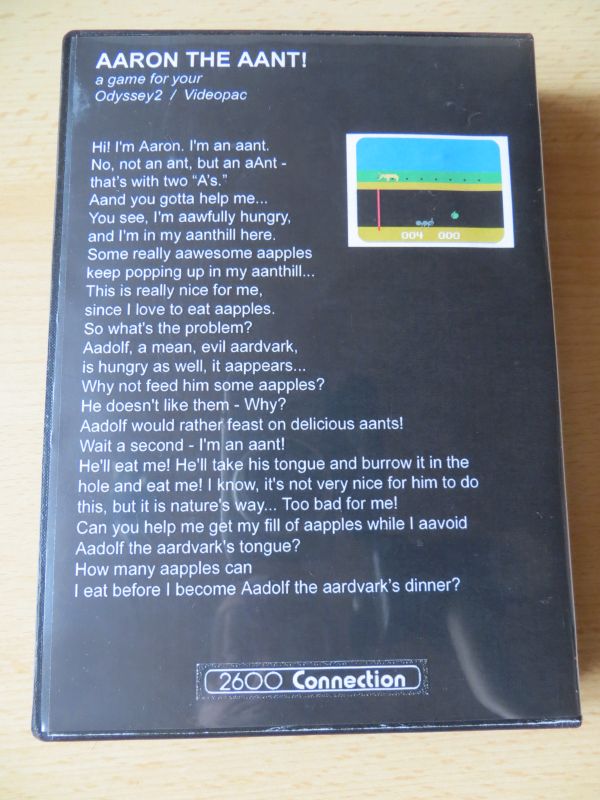 AARON THE AANT!
a game for your
Odyssey2 / Videopac
Hi! I'm Aaron. I'm an aant.
No, not an ant, but an aAnt -
that's with two "A's."
Aand you gotta help me...
You see, I'm aawfully hungry,
and I'm in my aanthill here.
Some really aawesome aapples
keep popping up in my aanthill...
This is really nice for me,
since I love to eat aapples.
So what's the problem?
Aadolf, a mean, evil aardvark,
is hungry as well, it aappears...
Why not feed him some aapples?
He doesn't like them - Why?
Aadolf would rather feast on delicious aants!
Wait a second - I'm an aant!
He'll eat me! He'll take his tongue and burrow it in the
hole and eat me! I know, it's not very nice for him to do
this, but it is nature's way... Too bad for me!
Can you help me get my fill of aapples while I aavoid
Aadolf the aardvark's tongue?
How many aapples can
I eat before I become Aadolf the aardvark's dinner?
004 000
2600 Connection